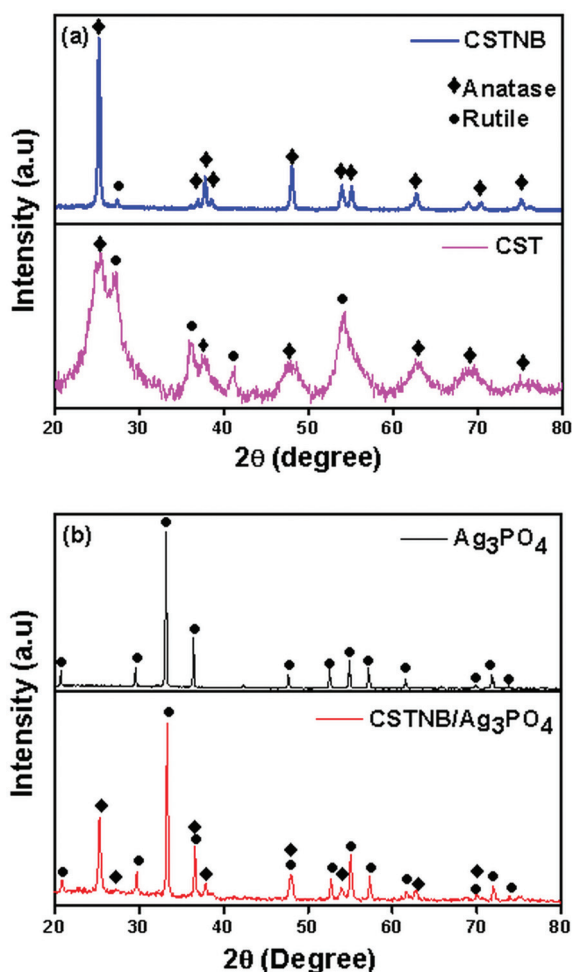 (a)
CSTNB
Anatase
Rutile
CST
Intensity (a.u)
20 30 40 50 60 70 80
2θ (degree)
(b)
Ag₃PO₄
CSTNB/Ag₃PO₄
Intensity (a.u)
20 30 40 50 60 70 80
2θ (Degree)